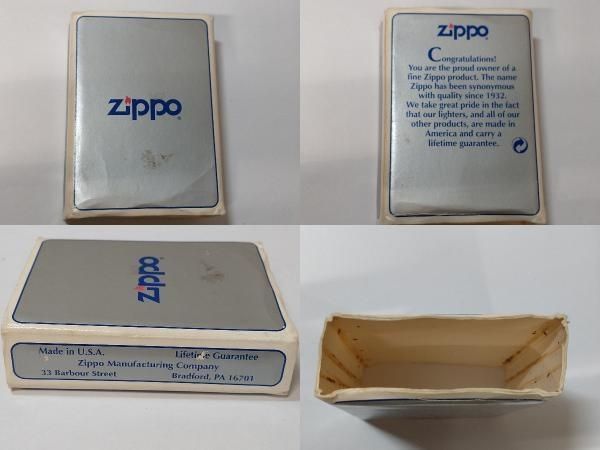 Zippo
Zippo
Congratulations!
You are the proud owner of a
fine Zippo product. The name
Zippo has been synonymous
with quality since 1932.
We take great pride in the fact
that our lighters, and all of our
other products, are made in
America and carry a
lifetime guarantee.
Zippo
Made in U.S.A. Lifetime Guarantee
Zippo Manufacturing Company
33 Barbour Street Bradford, PA 16701